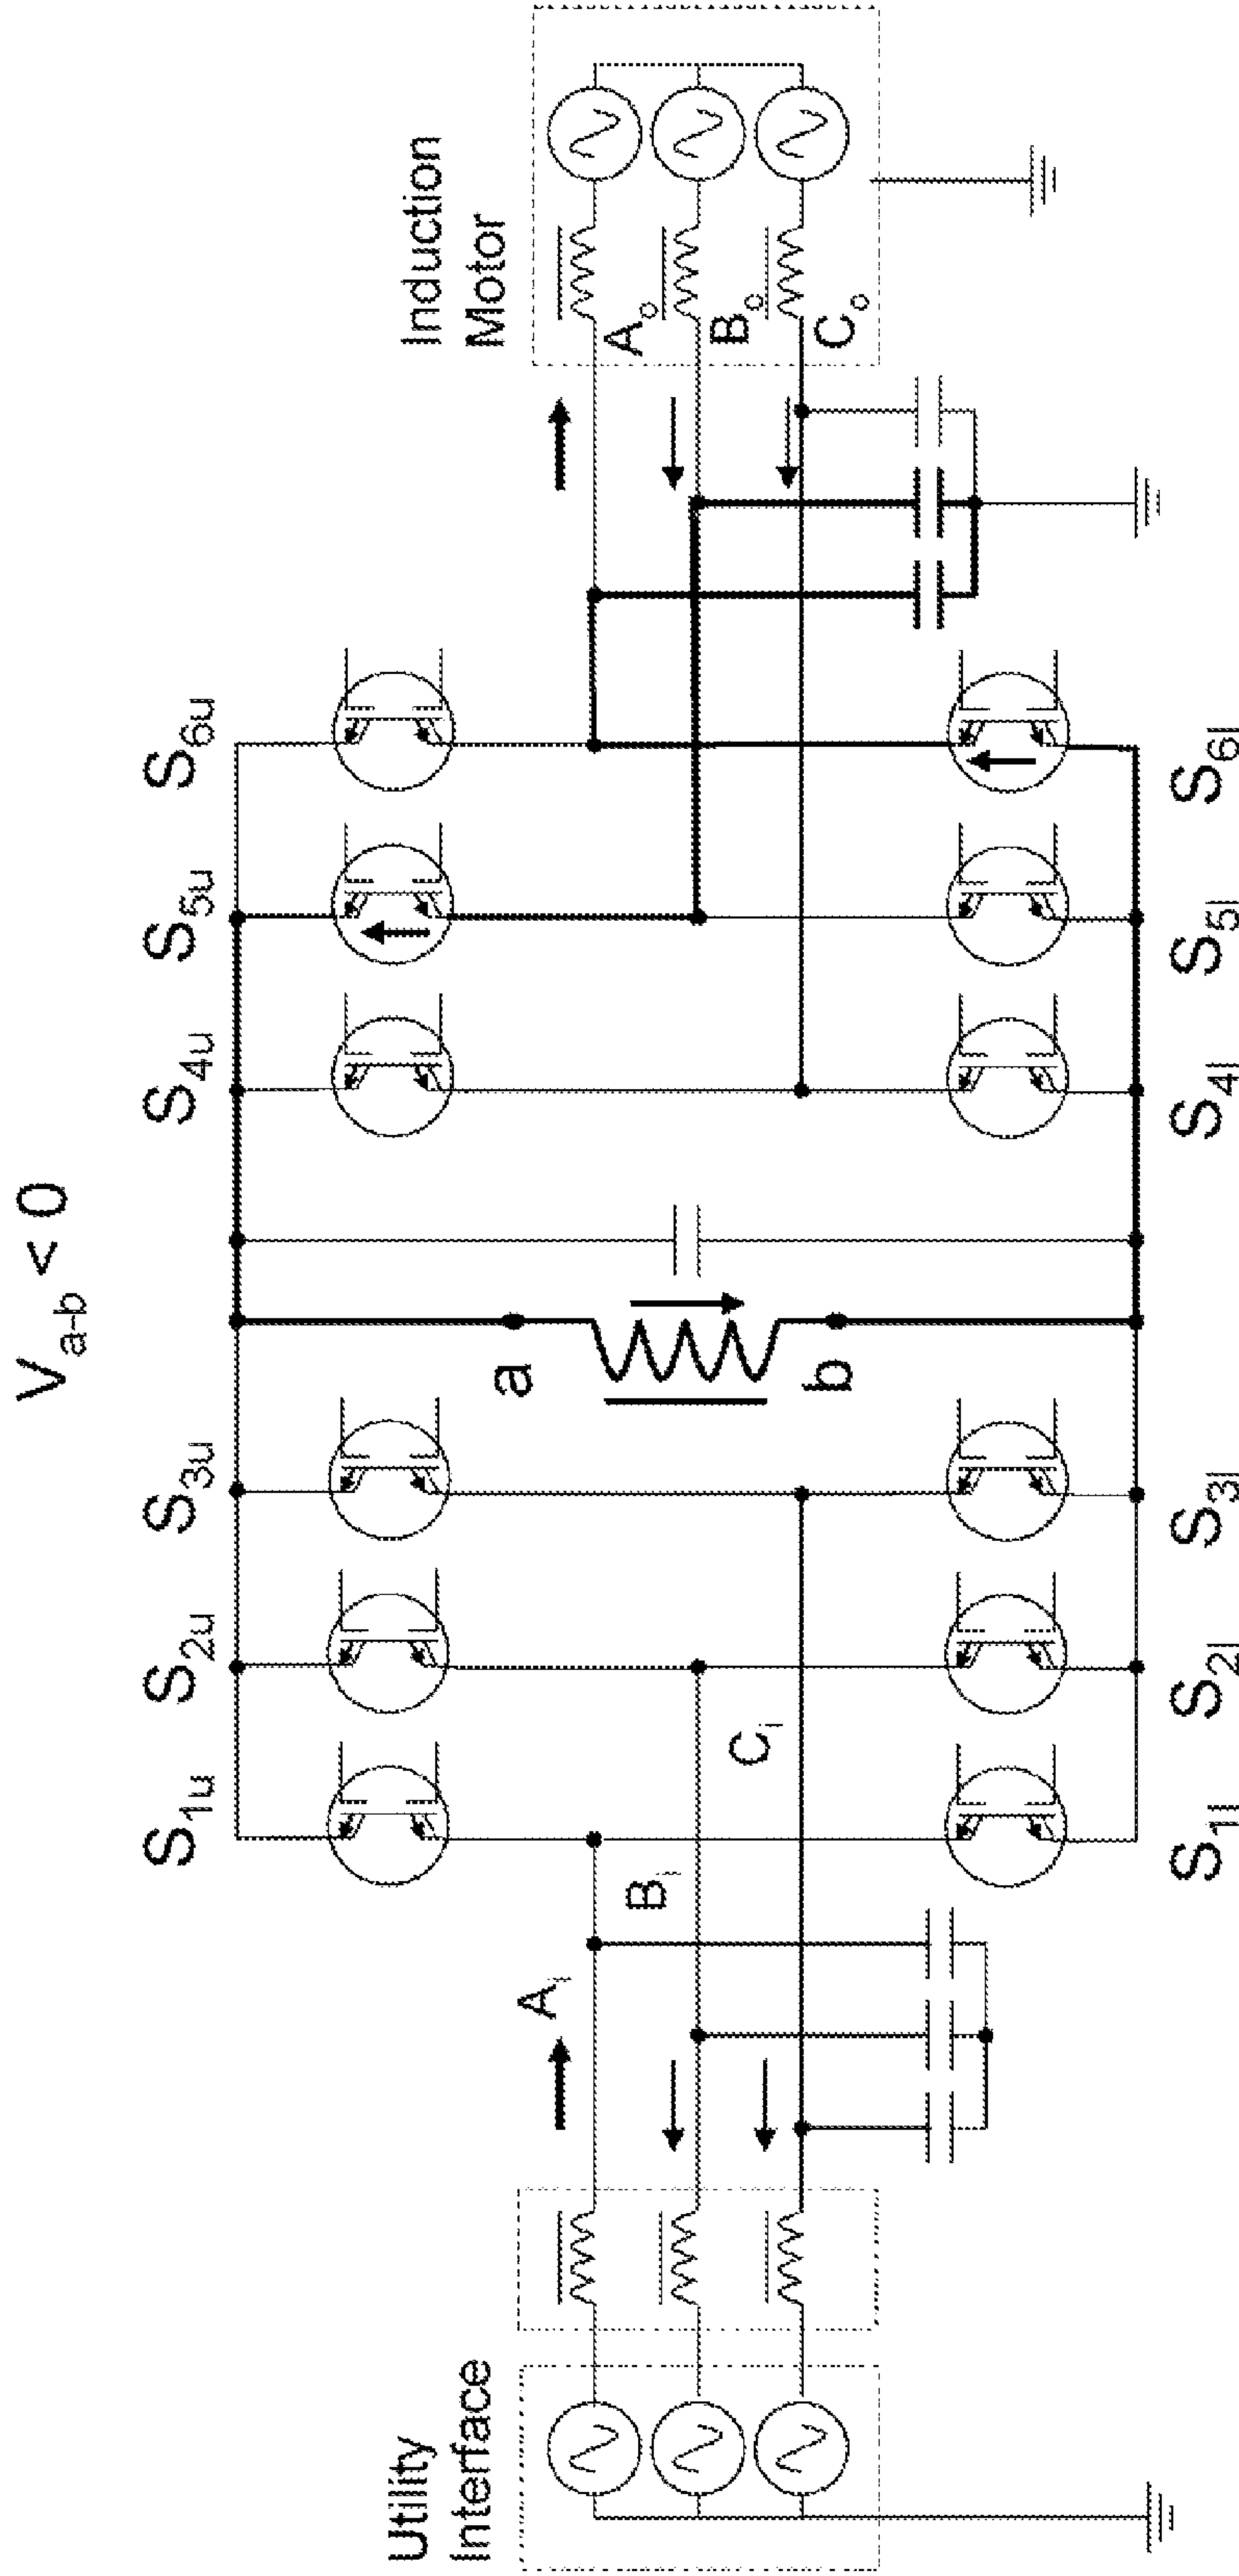 V_{a-b} < 0
S_{1u} S_{2u} S_{3u} S_{4u} S_{5u} S_{6u}
Utility
Interface
Induction
Motor
A_i
B_i
C_i
a
b
A_o
B_o
C_o
S_{1l} S_{2l} S_{3l} S_{4l} S_{5l} S_{6l}